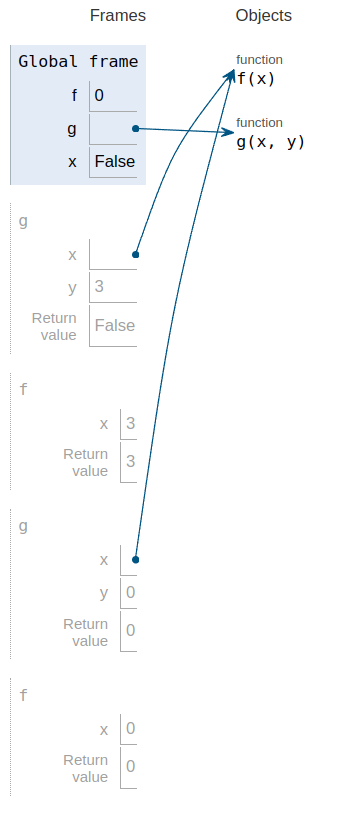 Frames Objects
Global frame
f 0
g
x False
function
f(x)
function
g(x, y)
g
x
y 3
Return
value False
f
x 3
Return
value 3
g
x
y 0
Return
value 0
f
x 0
Return
value 0